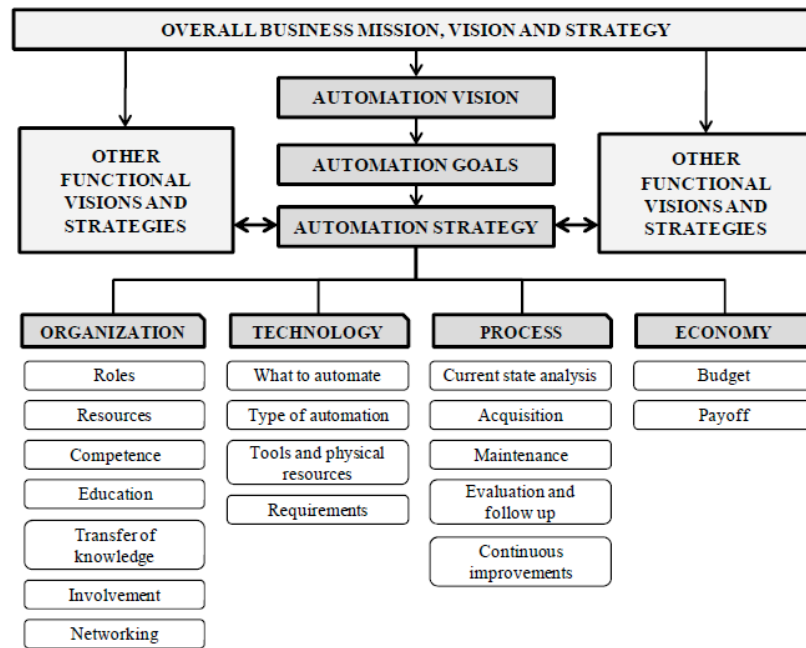 OVERALL BUSINESS MISSION, VISION AND STRATEGY
AUTOMATION VISION
OTHER
FUNCTIONAL
VISIONS AND
STRATEGIES
AUTOMATION GOALS
OTHER
FUNCTIONAL
VISIONS AND
STRATEGIES
AUTOMATION STRATEGY
ORGANIZATION
Roles
Resources
Competence
Education
Transfer of
knowledge
Involvement
Networking
TECHNOLOGY
What to automate
Type of automation
Tools and physical
resources
Requirements
PROCESS
Current state analysis
Acquisition
Maintenance
Evaluation and
follow up
Continuous
improvements
ECONOMY
Budget
Payoff